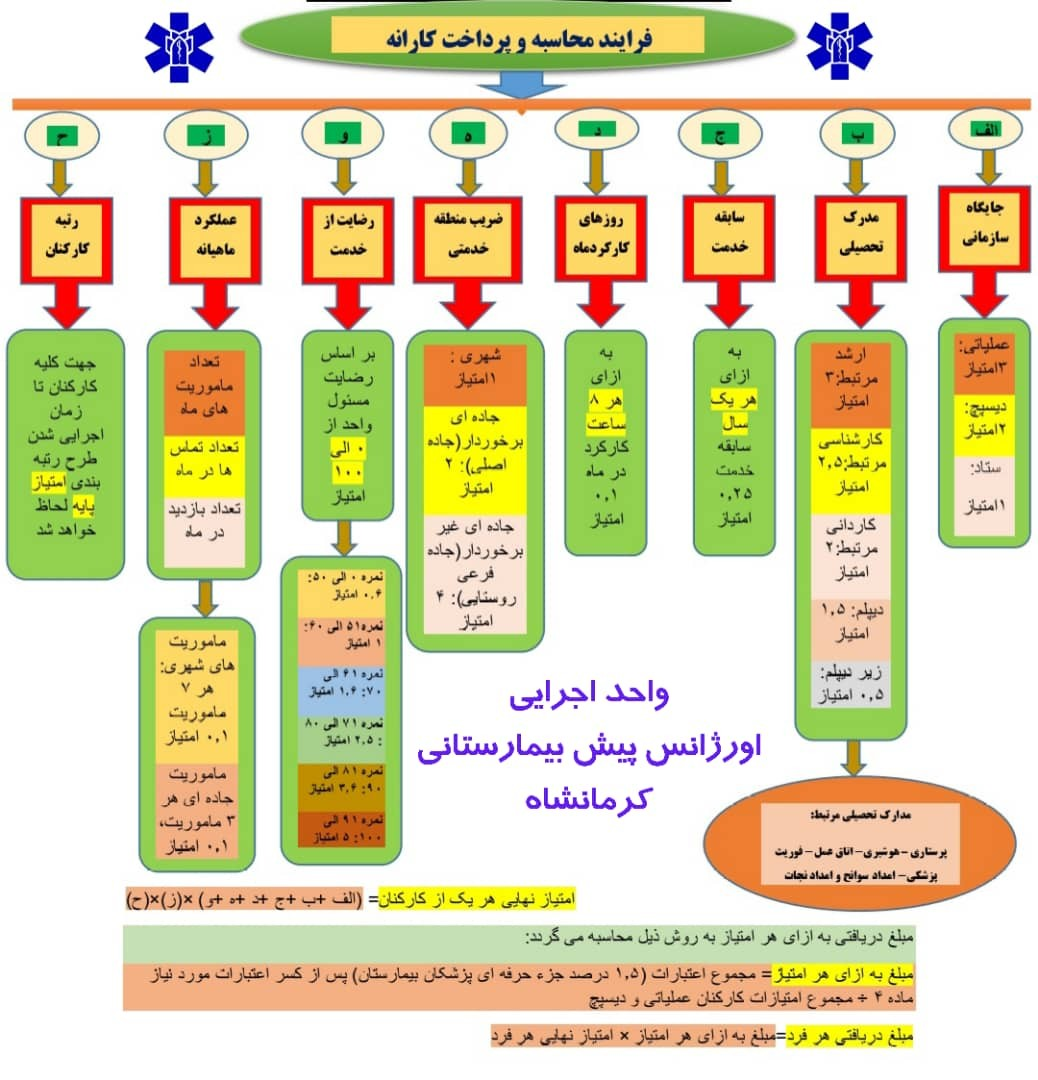 فرایند محاسبه و پرداخت کارانه
الف
جایگاه
سازمانی
عملیاتی:
۳امتیاز
دیسپچ:
۲امتیاز
ستاد:
۱امتیاز
ب
مدرک
تحصیلی
ارشد
مرتبط:۳
امتیاز
کارشناسی
مرتبط:۲,۵
امتیاز
کاردانی
مرتبط:۲
امتیاز
دیپلم: ۱,۵
امتیاز
زیر دیپلم:
۰,۵ امتیاز
مدارک تحصیلی مرتبط:
پرستاری – هوشبری – اتاق عمل – فوریت
پزشکی – امداد سوانح و امداد نجات
ج
سابقه
خدمت
به
ازای
هر یک
سال
سابقه
خدمت
۰,۲۵
امتیاز
د
روزهای
کارکردماه
به
ازای
هر ۸
ساعت
کارکرد
در ماه
۰,۱
امتیاز
ه
ضریب منطقه
خدمتی
شهری :
۱امتیاز
جاده ای
برخوردار(جاده
اصلی): ۲
امتیاز
جاده ای غیر
برخوردار(جاده
فرعی
روستایی): ۴
امتیاز
و
رضایت از
خدمت
بر اساس
رضایت
مسئول
واحد از
۰ الی
۱۰۰
امتیاز
نمره ۰ الی ۵۰:
۰,۶ امتیاز
نمره۵۱ الی ۶۰:
۱ امتیاز
نمره ۶۱ الی
۷۰: ۱,۶ امتیاز
نمره ۷۱ الی ۸۰
: ۲,۵ امتیاز
نمره ۸۱ الی
۹۰: ۳,۶ امتیاز
نمره ۹۱ الی
۱۰۰: ۵ امتیاز
ز
عملکرد
ماهیانه
تعداد
ماموریت
های ماه
تعداد تماس
ها در ماه
تعداد بازدید
در ماه
ماموریت
های شهری:
هر ۷
ماموریت
۰,۱ امتیاز
ماموریت
جاده ای هر
۳ ماموریت،
۰,۱ امتیاز
ح
رتبه
کارکنان
جهت کلیه
کارکنان تا
زمان
اجرایی شدن
طرح رتبه
بندی امتیاز
پایه لحاظ
خواهد شد
واحد اجرایی
اورژانس پیش بیمارستانی
کرمانشاه
امتیاز نهایی هر یک از کارکنان= (الف +ب +ج +د +ه +و) ×(ز)×(ح)
مبلغ دریافتی به ازای هر امتیاز به روش ذیل محاسبه می گردد:
مبلغ به ازای هر امتیاز= مجموع اعتبارات (۱,۵ درصد جزء حرفه ای پزشکان بیمارستان) پس از کسر اعتبارات مورد نیاز
ماده ۴ ÷ مجموع امتیازات کارکنان عملیاتی و دیسپچ
مبلغ دریافتی هر فرد=مبلغ به ازای هر امتیاز × امتیاز نهایی هر فرد